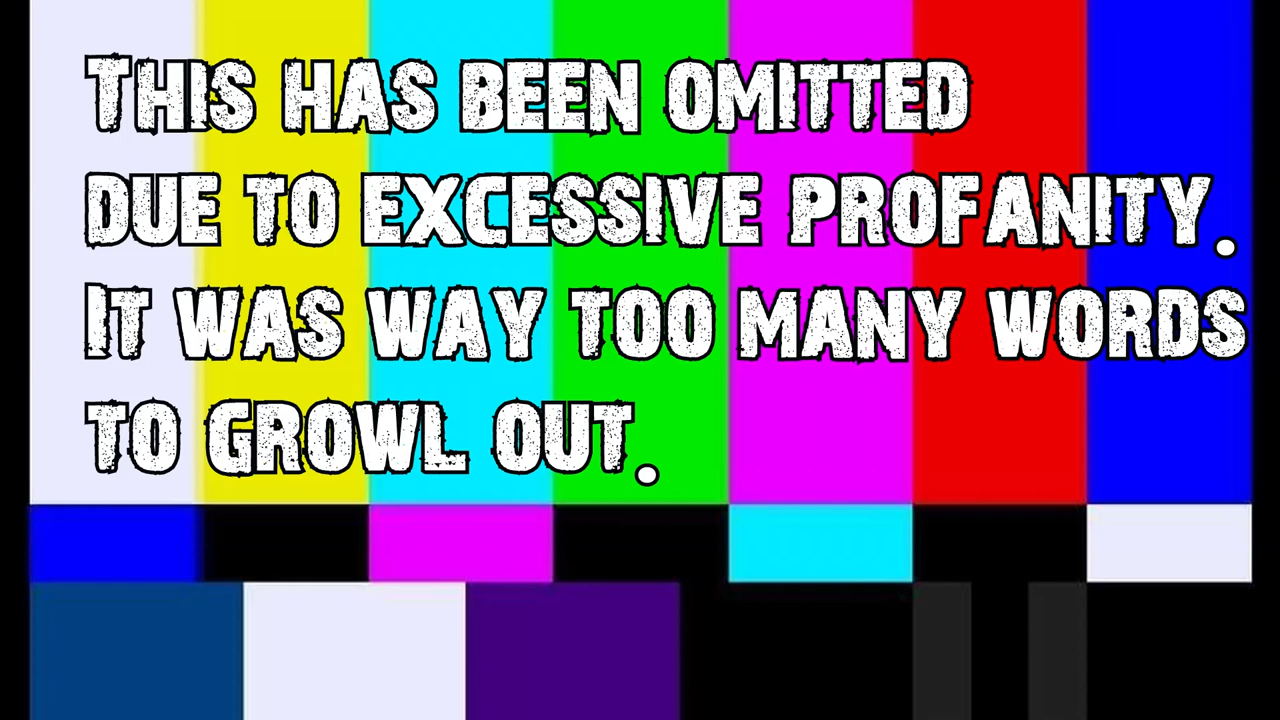 This has been omitted
due to excessive profanity.
It was way too many words
to growl out.